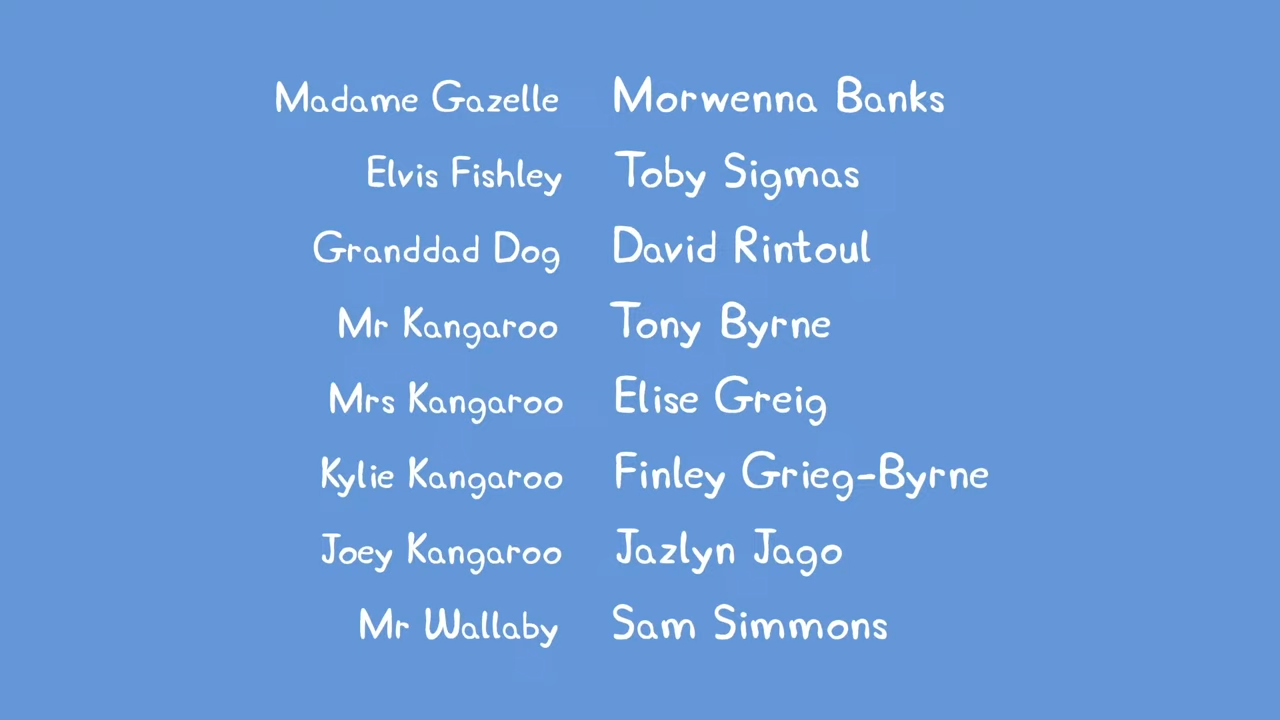 Madame Gazelle Morwenna Banks
Elvis Fishley Toby Sigmas
Granddad Dog David Rintoul
Mr Kangaroo Tony Byrne
Mrs Kangaroo Elise Greig
Kylie Kangaroo Finley Grieg-Byrne
Joey Kangaroo Jazlyn Jago
Mr Wallaby Sam Simmons